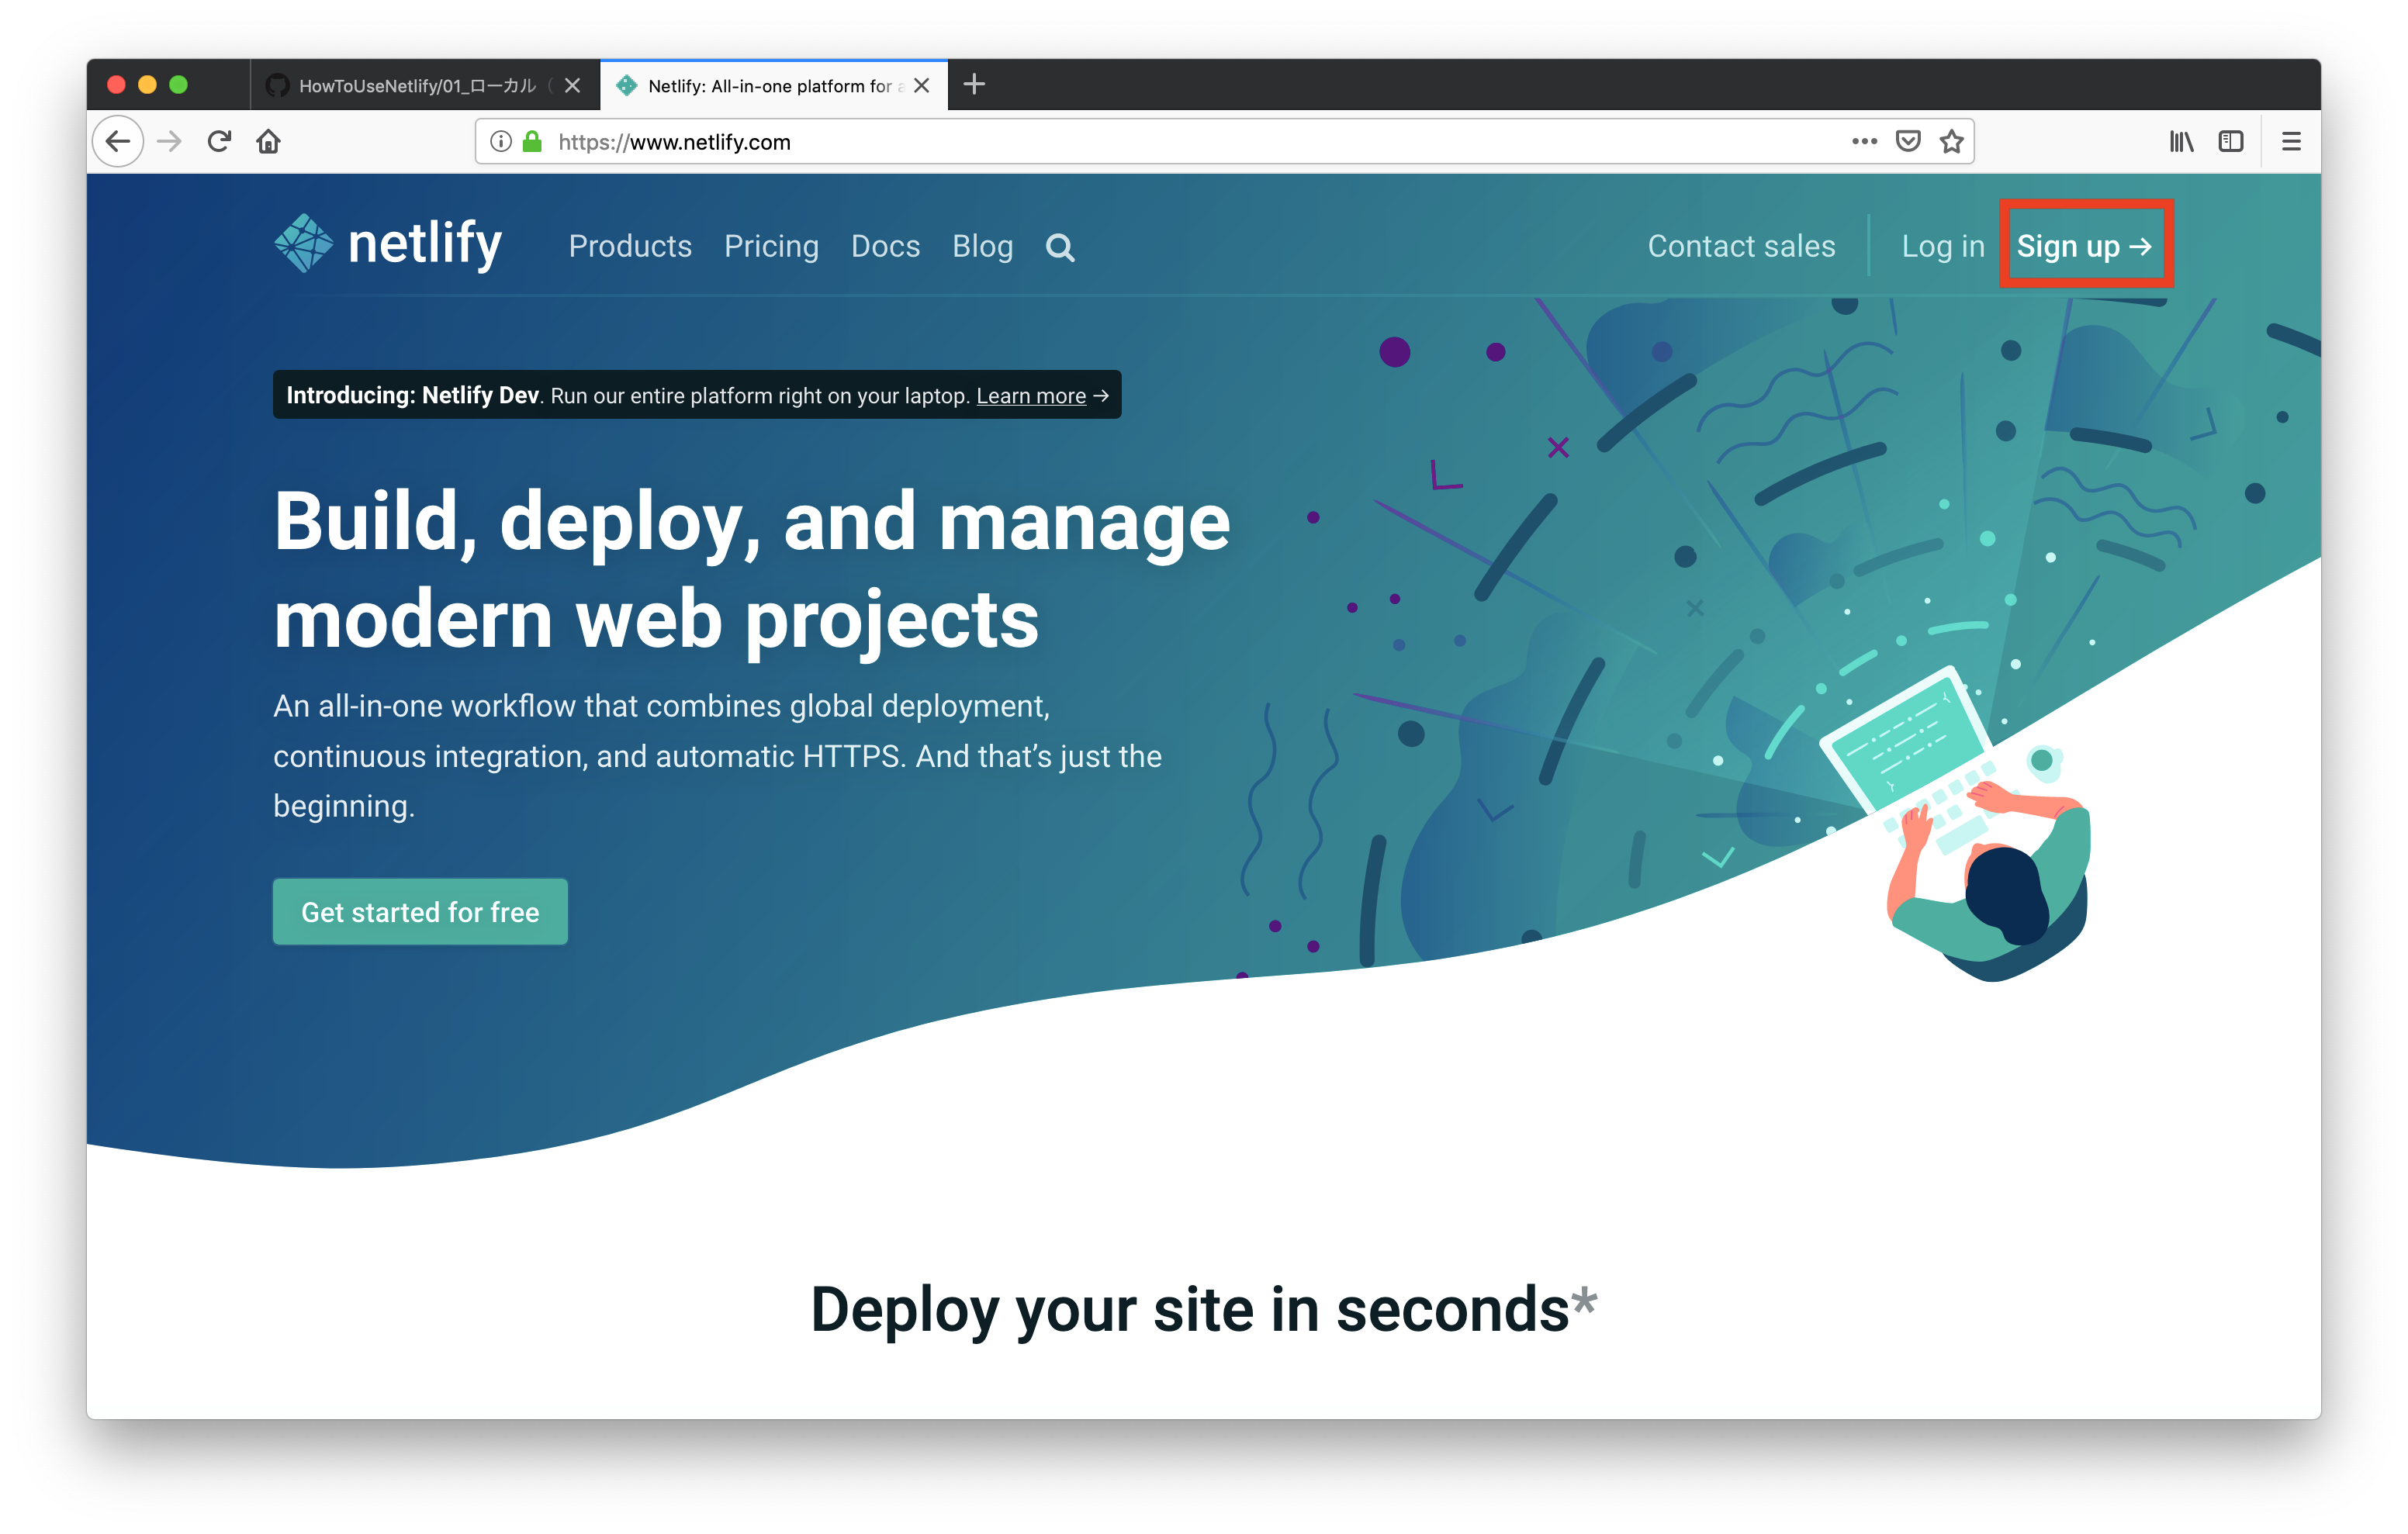 HowToUseNetlify/01_ローカル
Netlify: All-in-one platform for a
https://www.netlify.com
netlify
Products Pricing Docs Blog
Contact sales Log in Sign up →
Introducing: Netlify Dev. Run our entire platform right on your laptop. Learn more →
Build, deploy, and manage
modern web projects
An all-in-one workflow that combines global deployment,
continuous integration, and automatic HTTPS. And that’s just the
beginning.
Get started for free
Deploy your site in seconds*